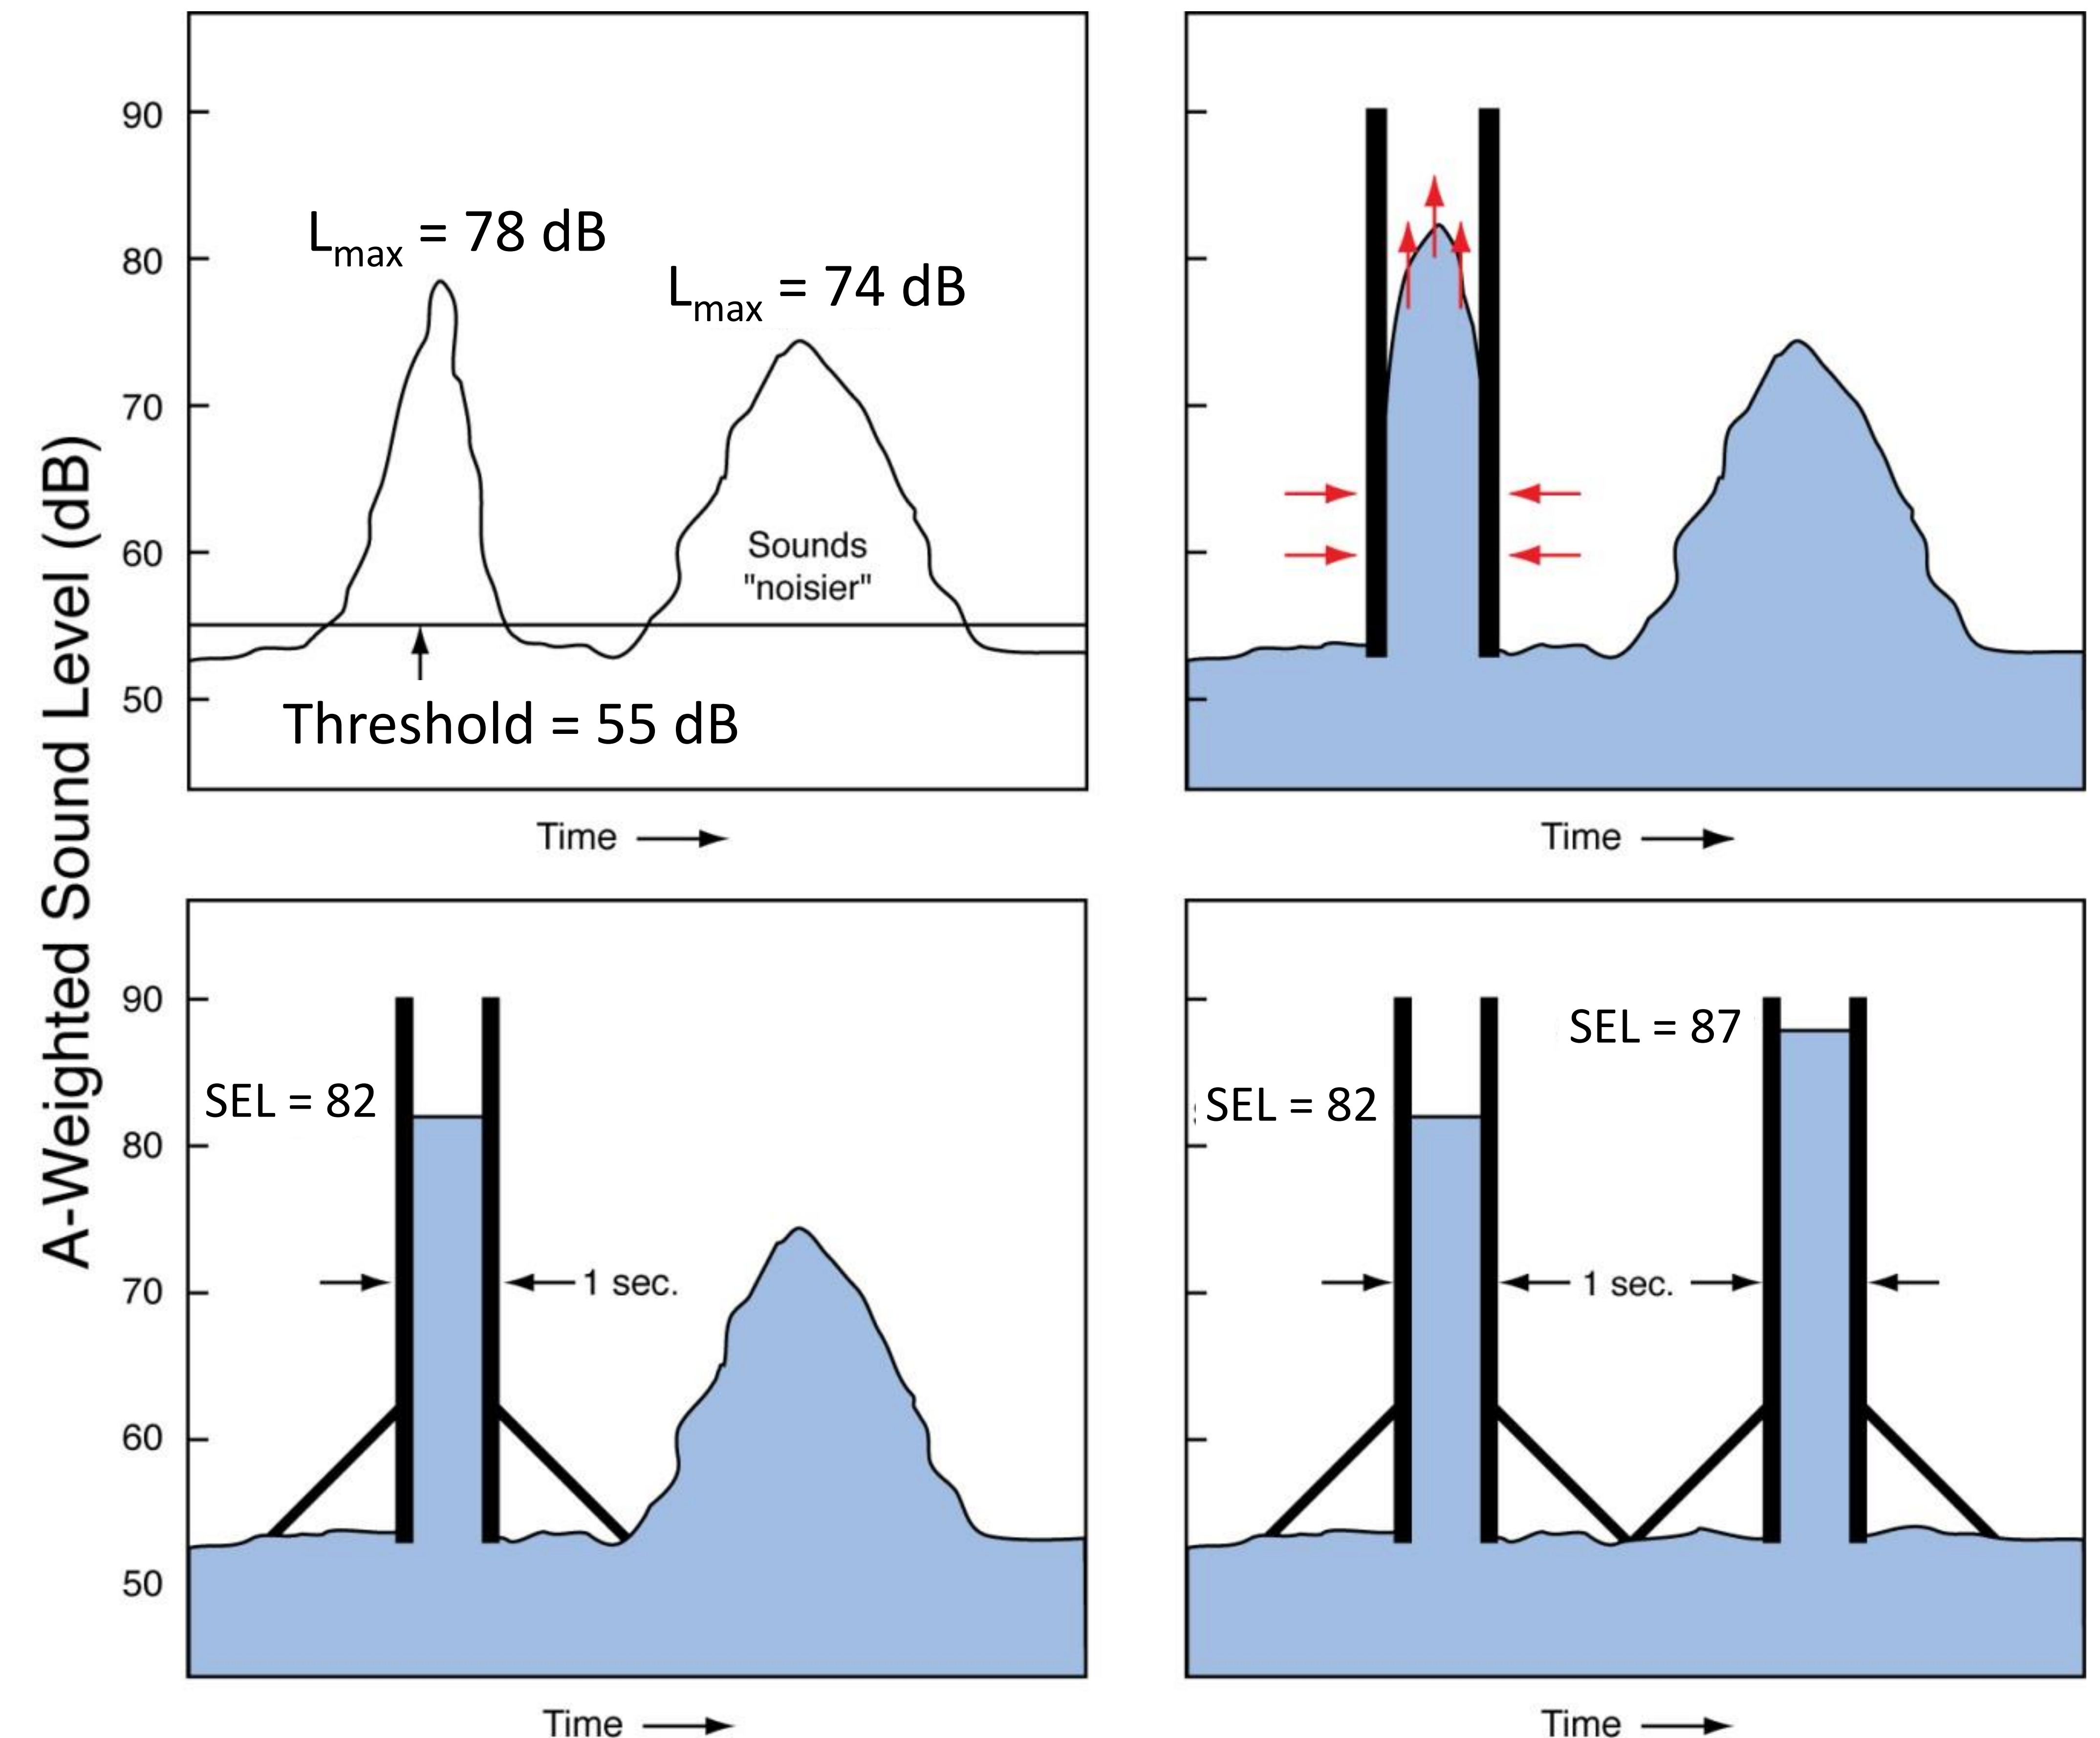 A-Weighted Sound Level (dB)
90
80
70
60
50
Lmax = 78 dB
Lmax = 74 dB
Sounds
"noisier"
Threshold = 55 dB
Time
Time
90
80
70
60
50
SEL = 82
1 sec.
Time
SEL = 87
SEL = 82
1 sec.
Time